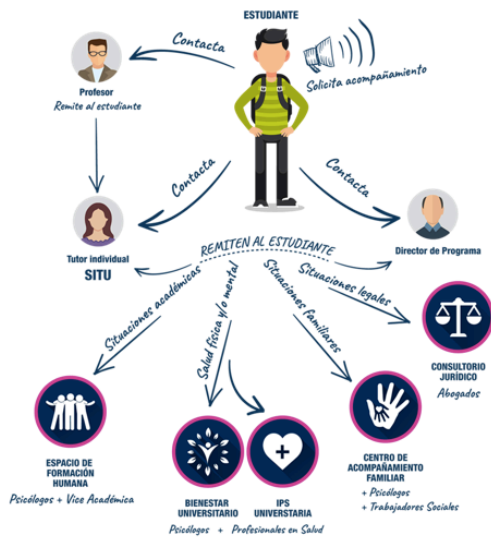 ESTUDIANTE
Contacta
Solicita acompañamiento
Profesor
Remite al estudiante
Contacta
Contacta
Tutor individual
SITU
REMITEN AL ESTUDIANTE
Director de Programa
Situaciones académicas
Salud física y/o mental
Situaciones familiares
Situaciones legales
CONSULTORIO
JURÍDICO
Abogados
ESPACIO DE
FORMACIÓN
HUMANA
Psicólogos + Vice Académica
BIENESTAR
UNIVERSITARIO
IPS
UNIVERSTARIA
Psicólogos + Profesionales en Salud
CENTRO DE
ACOMPAÑAMIENTO
FAMILIAR
+ Psicólogos
+ Trabajadores Sociales